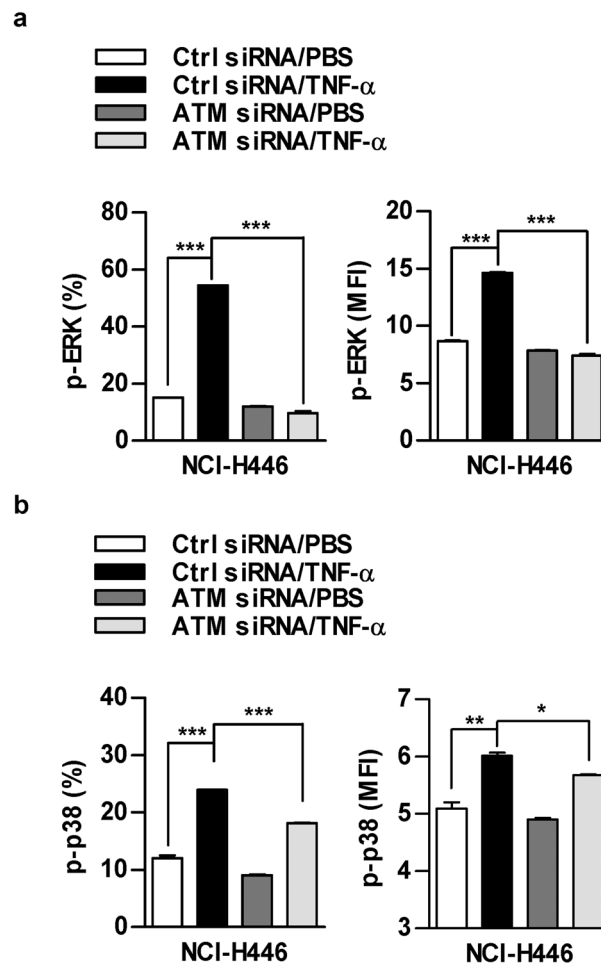 a
Ctrl siRNA/PBS
Ctrl siRNA/TNF-α
ATM siRNA/PBS
ATM siRNA/TNF-α
p-ERK (%)
80
60
40
20
0
***
***
NCI-H446
p-ERK (MFI)
20
15
10
5
0
***
***
NCI-H446
b
Ctrl siRNA/PBS
Ctrl siRNA/TNF-α
ATM siRNA/PBS
ATM siRNA/TNF-α
p-p38 (%)
40
30
20
10
0
***
***
NCI-H446
p-p38 (MFI)
7
6
5
4
3
**
*
NCI-H446